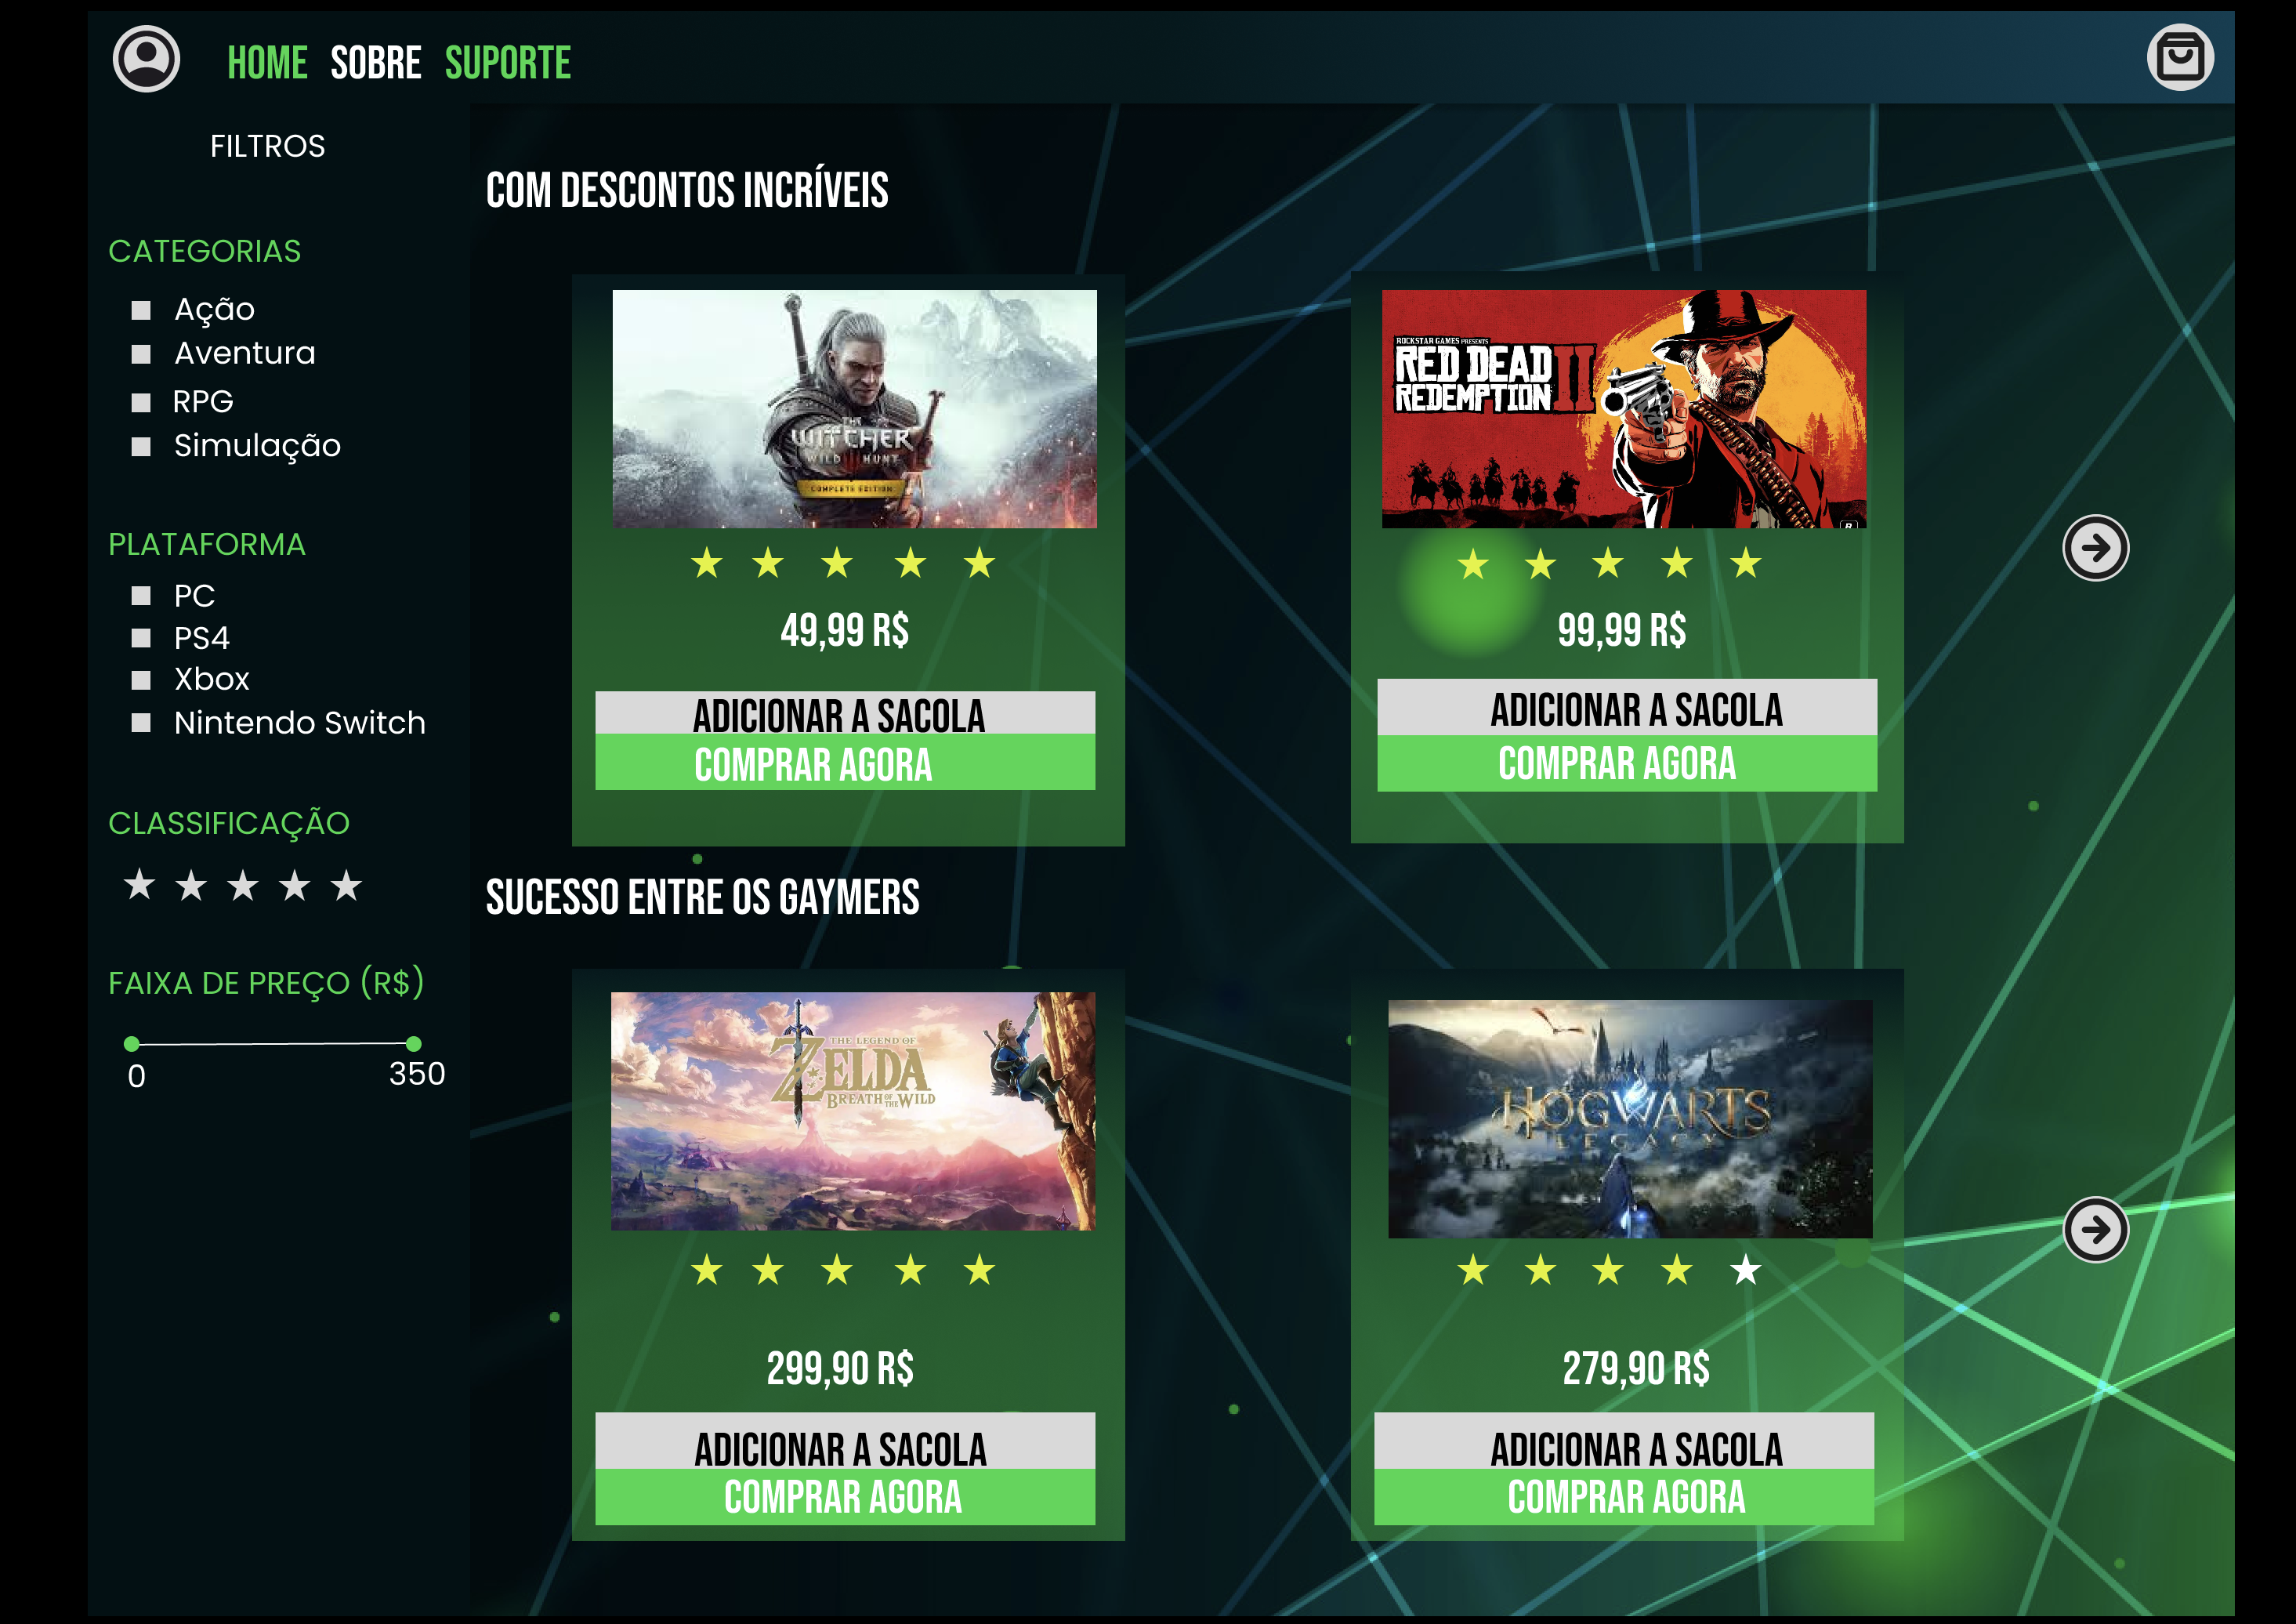 HOME SOBRE SUPORTE
FILTROS
CATEGORIAS
Ação
Aventura
RPG
Simulação
PLATAFORMA
PC
PS4
Xbox
Nintendo Switch
CLASSIFICAÇÃO
FAIXA DE PREÇO (R$)
0 350
COM DESCONTOS INCRÍVEIS
THE
WITCHER
WILD HUNT
COMPLETE EDITION
49,99 R$
ADICIONAR A SACOLA
COMPRAR AGORA
ROCKSTAR GAMES PRESENTS
RED DEAD
REDEMPTION II
R
99,99 R$
ADICIONAR A SACOLA
COMPRAR AGORA
SUCESSO ENTRE OS GAYMERS
THE LEGEND OF
ZELDA
BREATH OF THE WILD
299,90 R$
ADICIONAR A SACOLA
COMPRAR AGORA
HOGWARTS
LEGACY
279,90 R$
ADICIONAR A SACOLA
COMPRAR AGORA